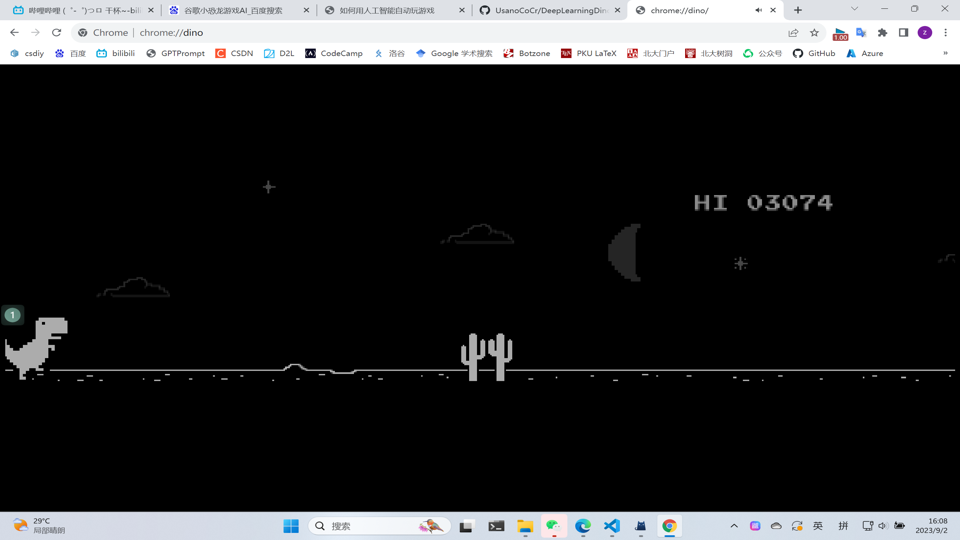 哔哩哔哩 (゜-゜)つロ 干杯~-bili
谷歌小恐龙游戏AI_百度搜索
如何用人工智能自动玩游戏
UsanoCoCr/DeepLearningDin
chrome://dino/
Chrome | chrome://dino
1.00
z
csdiy
百度
bilibili
GPTPrompt
CSDN
D2L
CodeCamp
洛谷
Google 学术搜索
Botzone
PKU LaTeX
北大门户
北大树洞
公众号
GitHub
Azure
»
HI 03074
1
29°C
局部晴朗
搜索
英
拼
16:08
2023/9/2